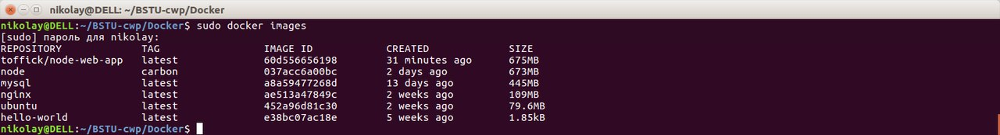 nikolay@DELL: ~/BSTU-cwp/Docker
nikolay@DELL:~/BSTU-cwp/Docker$ sudo docker images
[sudo] пароль для nikolay:
REPOSITORY TAG IMAGE ID CREATED SIZE
toffick/node-web-app latest 60d556656198 31 minutes ago 675MB
node carbon 037acc6a00bc 2 days ago 673MB
mysql latest a8a59477268d 13 days ago 445MB
nginx latest ae513a47849c 2 weeks ago 109MB
ubuntu latest 452a96d81c30 2 weeks ago 79.6MB
hello-world latest e38bc07ac18e 5 weeks ago 1.85kB
nikolay@DELL:~/BSTU-cwp/Docker$